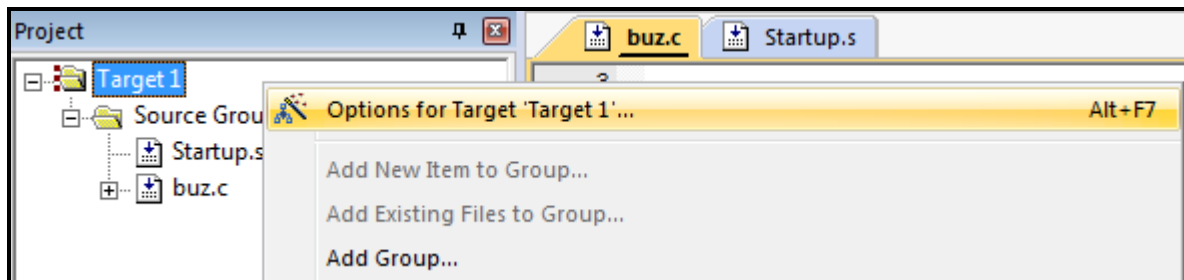 Project
buz.c
Startup.s
Target 1
Options for Target 'Target 1'... Alt+F7
Source Grou
Startup.s
Add New Item to Group...
buz.c
Add Existing Files to Group...
Add Group...